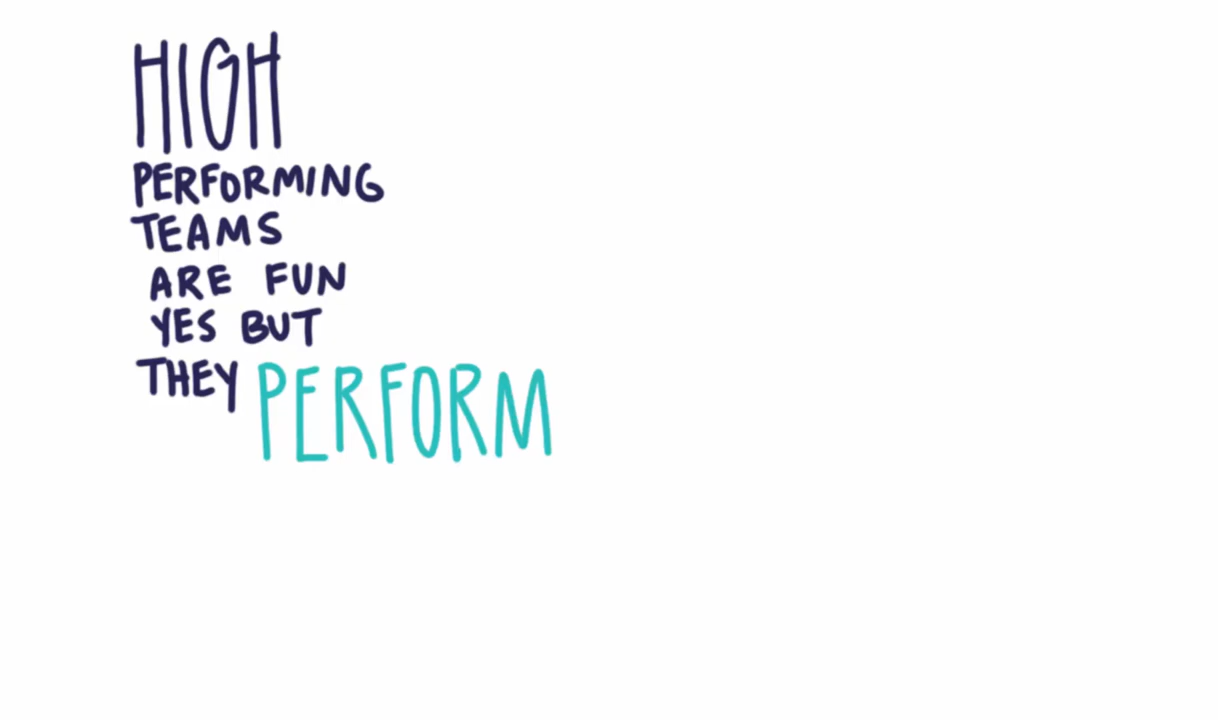 HIGH
PERFORMING
TEAMS
ARE FUN
YES BUT
THEY PERFORM